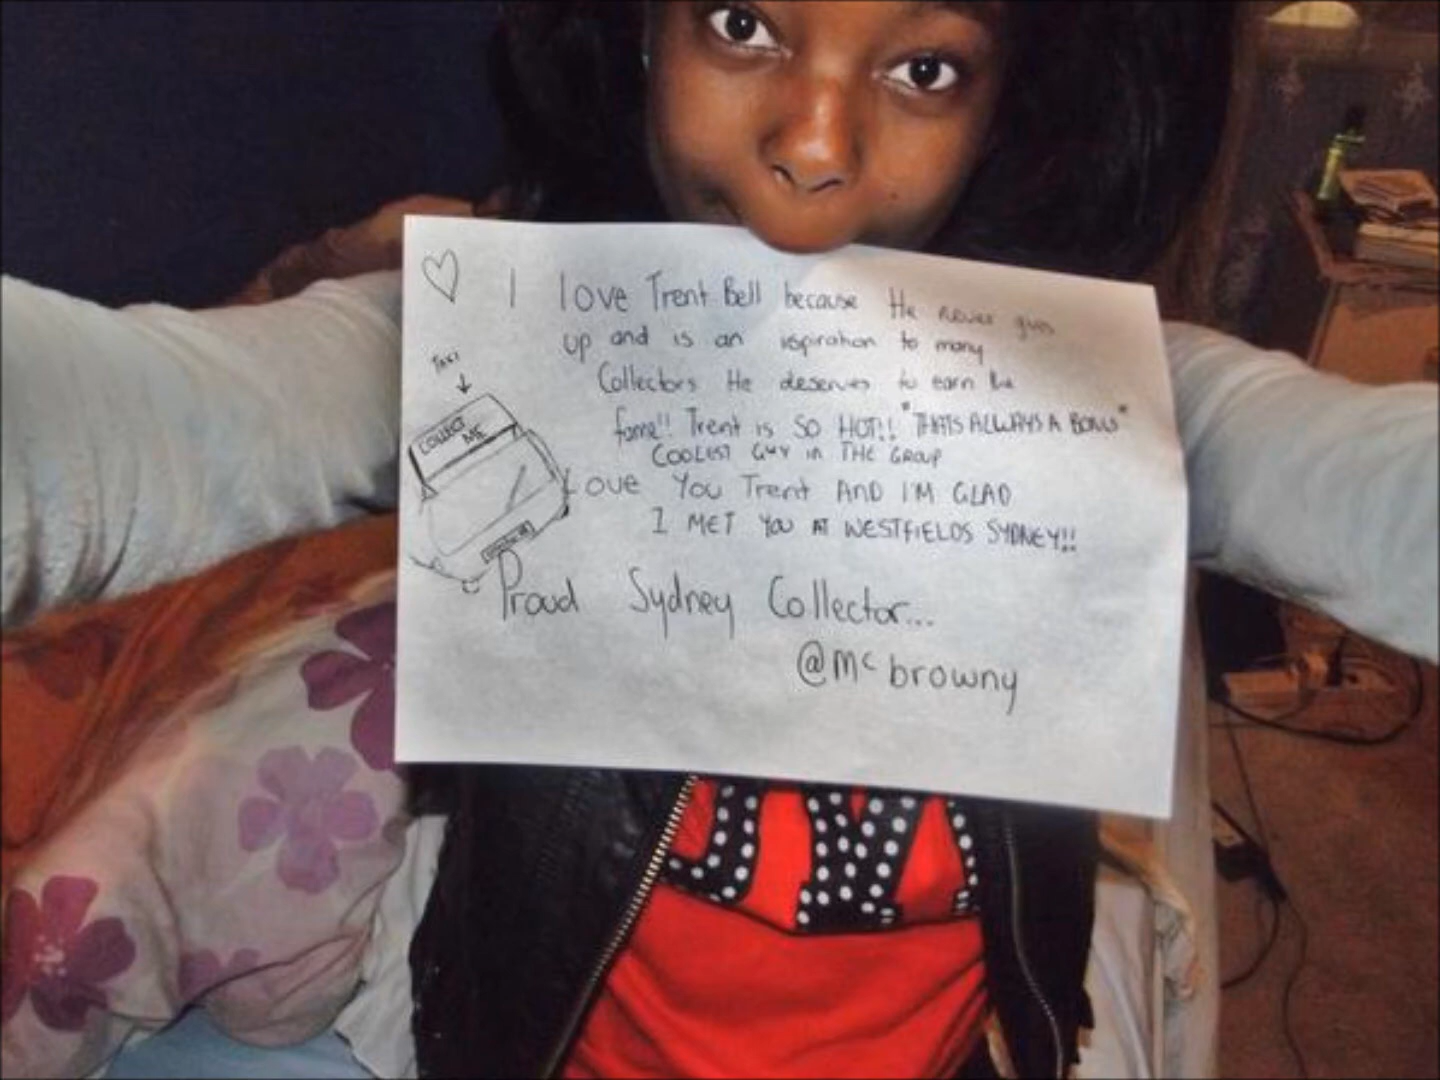 I love Trent Bell because He never givs
up and is an ispiration to many
Collectors He deserves to earn the
fame!! Trent is SO HOT!! "THATS ALWAYS A BONUS"
COOLEST GUY in THE GROUP
Love You Trent AND I'M GLAD
I MET YOU AT WESTFIELDS SYDNEY!!
TAXI
COLLECT
ME
Proud Sydney Collector...
@Mc browny